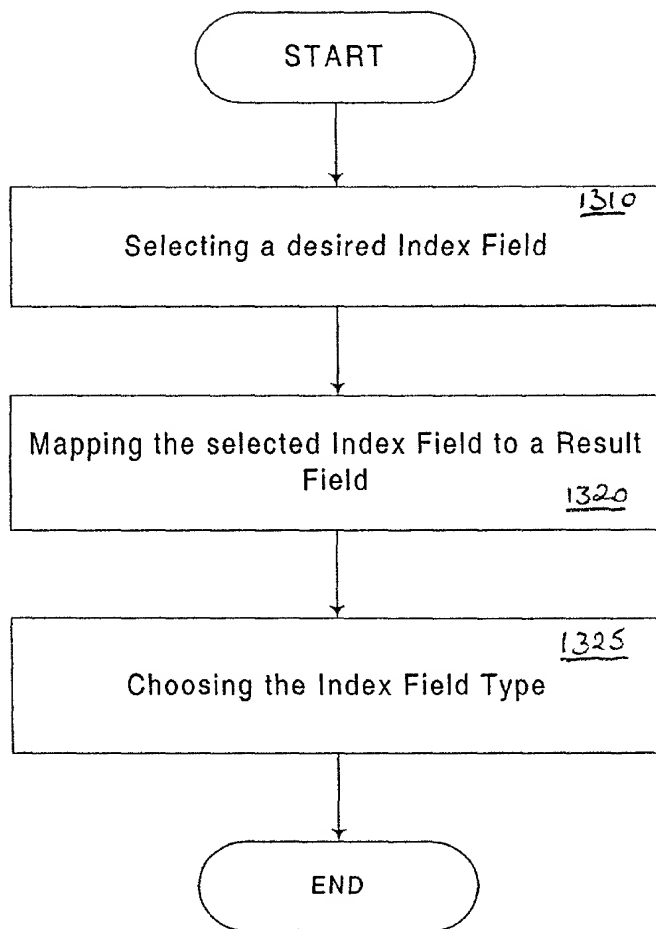 START
1310
Selecting a desired Index Field
Mapping the selected Index Field to a Result
Field
1320
1325
Choosing the Index Field Type
END